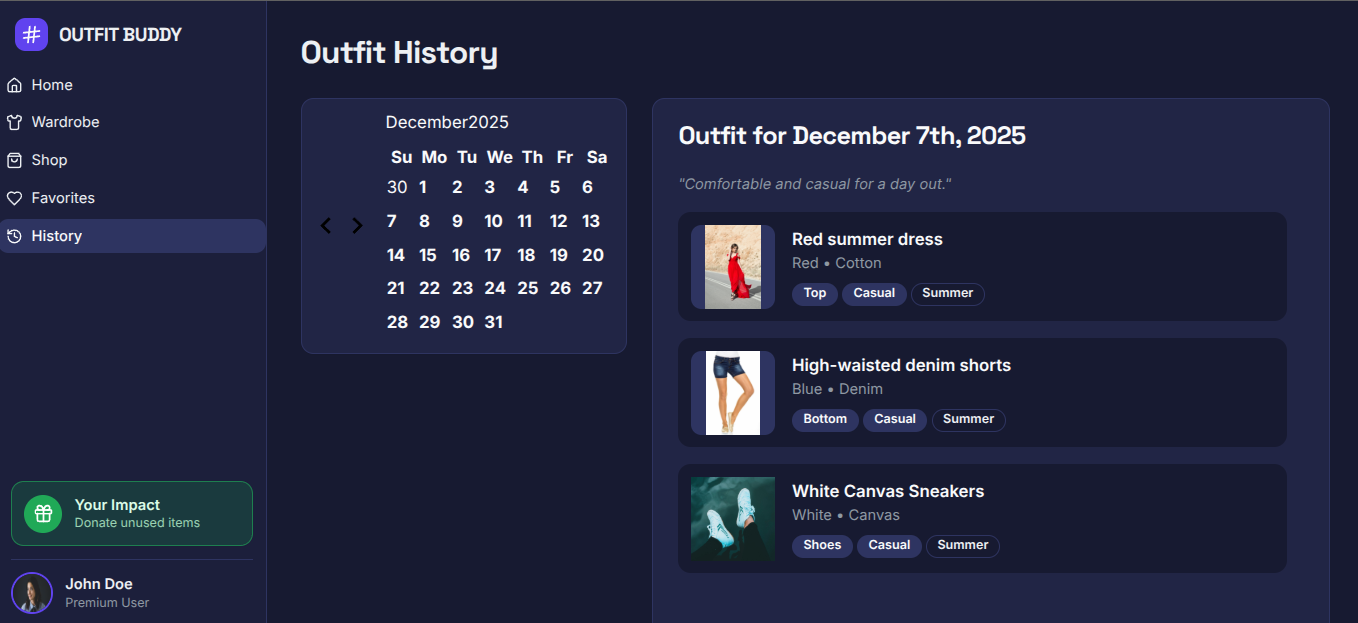 OUTFIT BUDDY
Home
Wardrobe
Shop
Favorites
History
Your Impact
Donate unused items
John Doe
Premium User
Outfit History
December2025
Su Mo Tu We Th Fr Sa
30 1 2 3 4 5 6
7 8 9 10 11 12 13
14 15 16 17 18 19 20
21 22 23 24 25 26 27
28 29 30 31
Outfit for December 7th, 2025
"Comfortable and casual for a day out."
Red summer dress
Red • Cotton
Top Casual Summer
High-waisted denim shorts
Blue • Denim
Bottom Casual Summer
White Canvas Sneakers
White • Canvas
Shoes Casual Summer